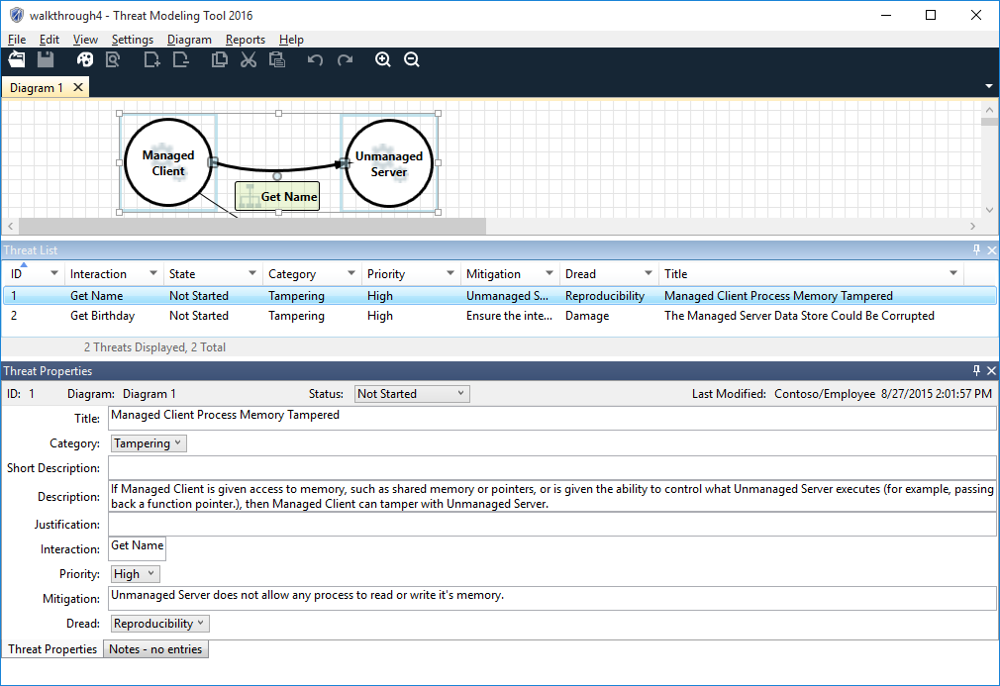 walkthrough4 - Threat Modeling Tool 2016
File Edit View Settings Diagram Reports Help
Diagram 1
Managed
Client
Unmanaged
Server
Get Name
Threat List
ID Interaction State Category Priority Mitigation Dread Title
1 Get Name Not Started Tampering High Unmanaged S... Reproducibility Managed Client Process Memory Tampered
2 Get Birthday Not Started Tampering High Ensure the inte... Damage The Managed Server Data Store Could Be Corrupted
2 Threats Displayed, 2 Total
Threat Properties
ID: 1 Diagram: Diagram 1 Status: Not Started Last Modified: Contoso/Employee 8/27/2015 2:01:57 PM
Title: Managed Client Process Memory Tampered
Category: Tampering
Short Description:
Description: If Managed Client is given access to memory, such as shared memory or pointers, or is given the ability to control what Unmanaged Server executes (for example, passing
back a function pointer.), then Managed Client can tamper with Unmanaged Server.
Justification:
Interaction: Get Name
Priority: High
Mitigation: Unmanaged Server does not allow any process to read or write it's memory.
Dread: Reproducibility
Threat Properties Notes - no entries